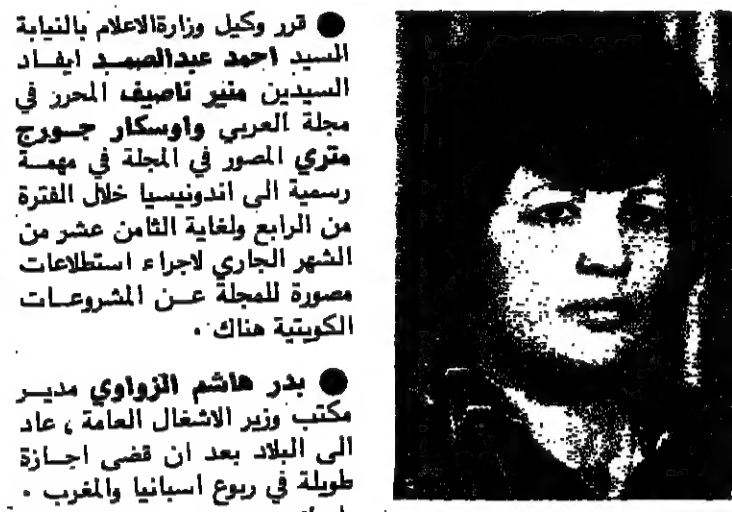 ● قرر وكيل وزارة الاعلام بالنيابة
السيد احمد عبدالصمد ايفاد
السيدين منير ناصيف المحرر في
مجلة العربي واوسكار جورج
متري المصور في المجلة في مهمة
رسمية الى اندونيسيا خلال الفترة
من الرابع ولغاية الثامن عشر من
الشهر الجاري لاجراء استطلاعات
مصورة للمجلة عن المشروعات
الكويتية هناك ٠
● بدر هاشم الزواوي مدير
مكتب وزير الاشغال العامة ، عاد
الى البلاد بعد ان قضى اجازة
طويلة في ربوع اسبانيا والمغرب ٠